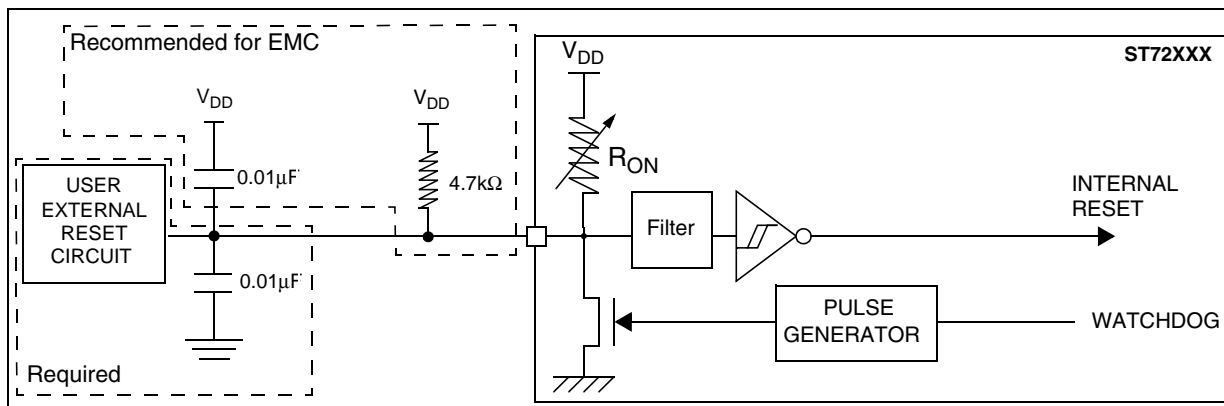 Recommended for EMC
ST72XXX
VDD
VDD
VDD
0.01μF
4.7kΩ
RON
USER
EXTERNAL
RESET
CIRCUIT
Filter
INTERNAL
RESET
0.01μF
PULSE
GENERATOR
WATCHDOG
Required